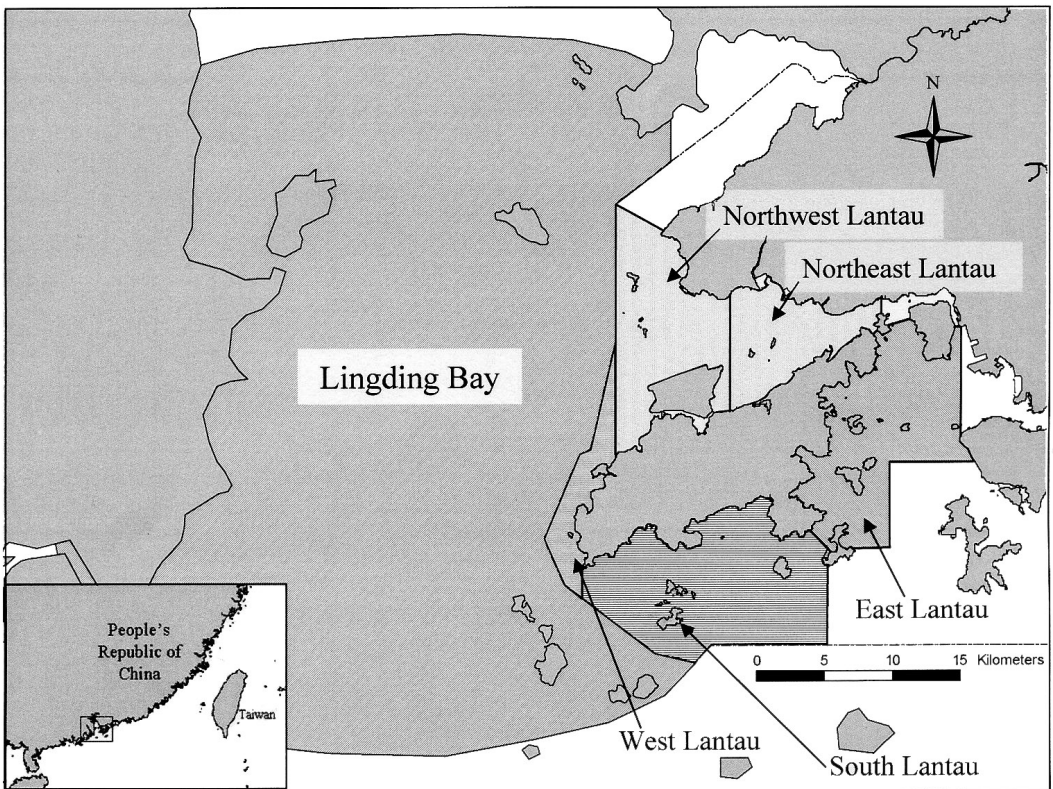 N
Northwest Lantau
Northeast Lantau
Lingding Bay
East Lantau
0 5 10 15 Kilometers
West Lantau
South Lantau
People's
Republic of
China
Taiwan